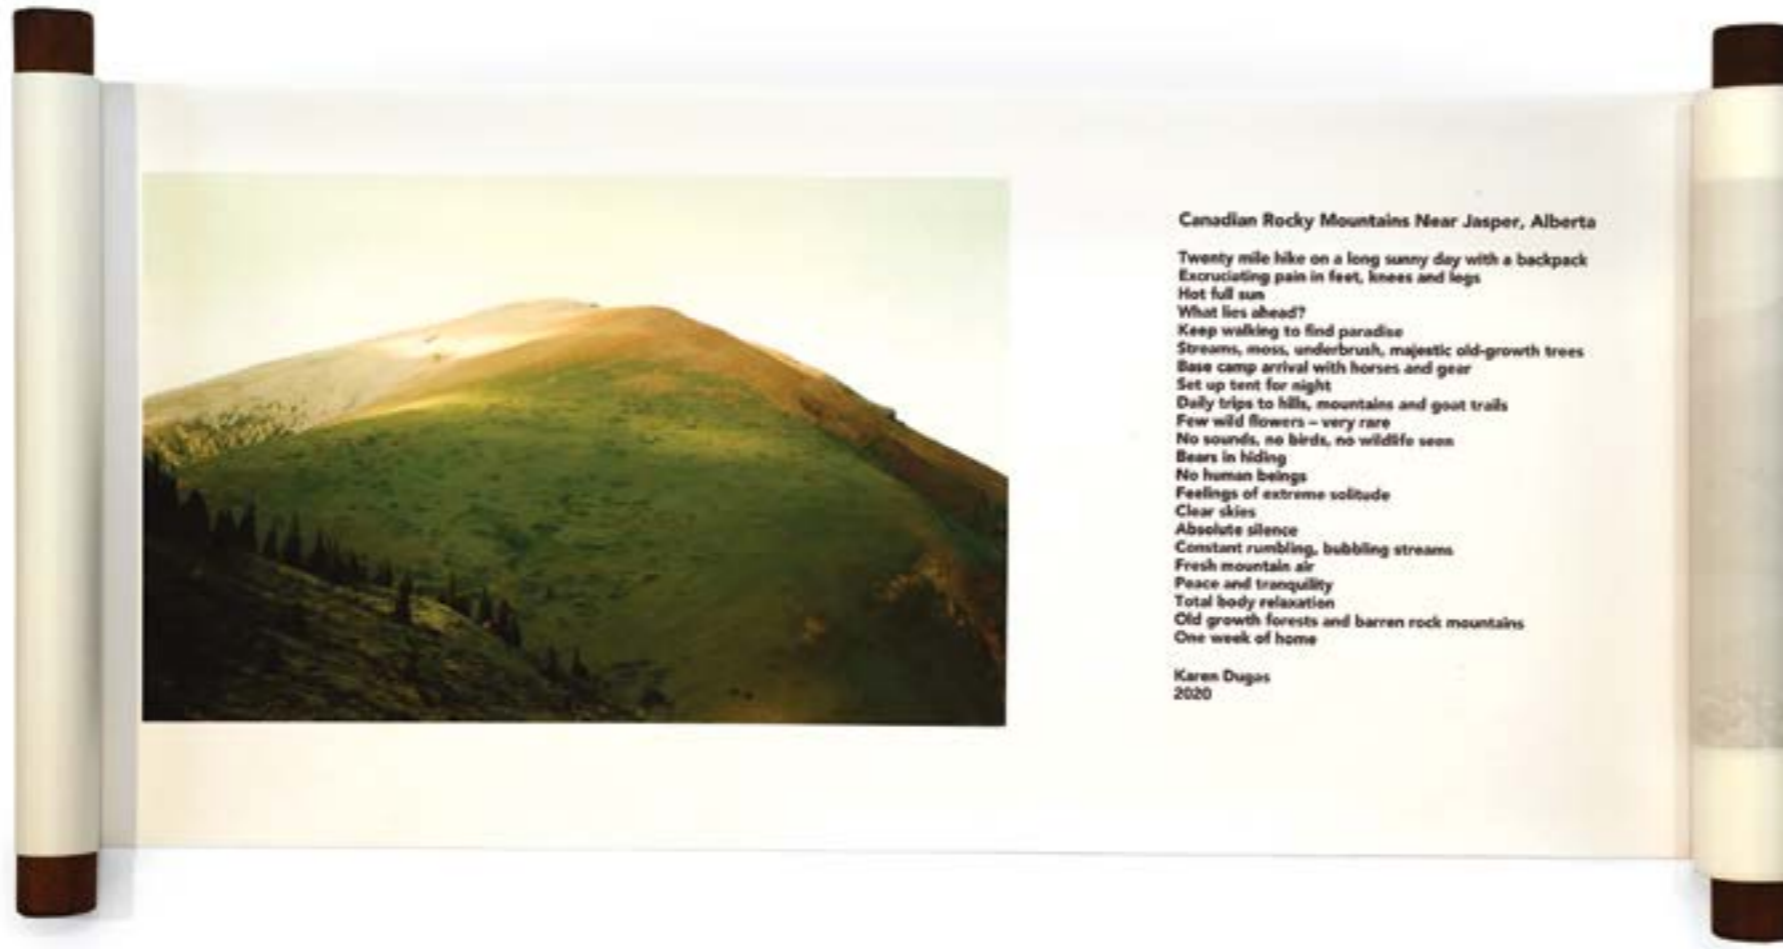 Canadian Rocky Mountains Near Jasper, Alberta
Twenty mile hike on a long sunny day with a backpack
Excruciating pain in feet, knees and legs
Hot full sun
What lies ahead?
Keep walking to find paradise
Streams, moss, underbrush, majestic old-growth trees
Base camp arrival with horses and gear
Set up tent for night
Daily trips to hills, mountains and goat trails
Few wild flowers – very rare
No sounds, no birds, no wildlife seen
Bears in hiding
No human beings
Feelings of extreme solitude
Clear skies
Absolute silence
Constant rumbling, bubbling streams
Fresh mountain air
Peace and tranquility
Total body relaxation
Old growth forests and barren rock mountains
One week of home
Karen Dugas
2020